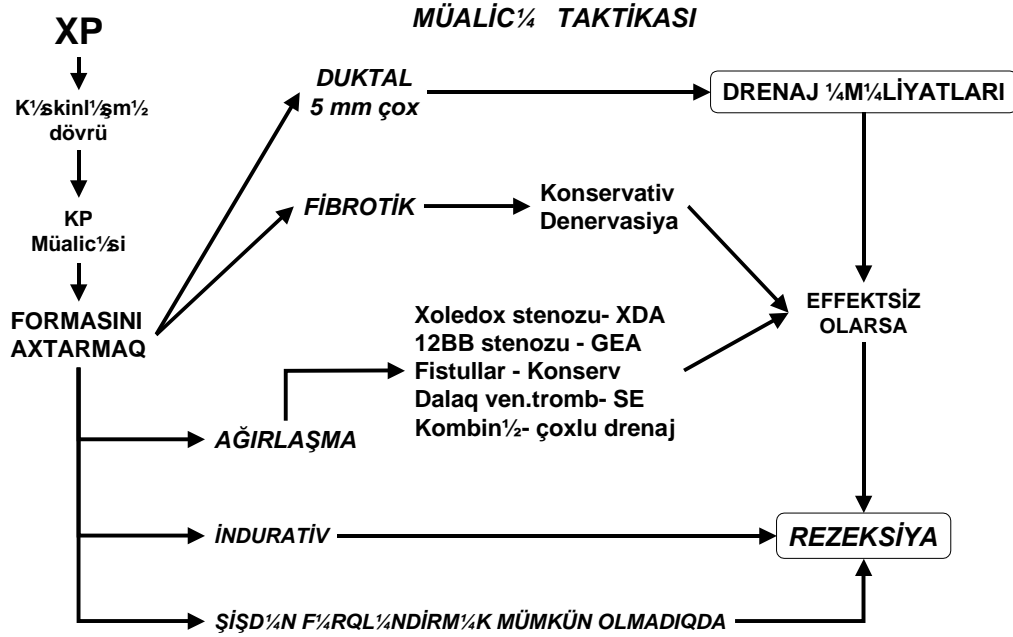 MÜALİC¼ TAKTİKASI
XP
K½skinl½şm½
dövrü
KP
Müalic½si
FORMASINI
AXTARMAQ
DUKTAL
5 mm çox
DRENAJ ¼M¼LİYATLARI
FİBROTİK
Konservativ
Denervasiya
EFFEKTSİZ
OLARSA
Xoledox stenozu- XDA
12BB stenozu - GEA
Fistullar - Konserv
Dalaq ven.tromb- SE
Kombin½- çoxlu drenaj
AĞIRLAŞMA
İNDURATİV
REZEKSİYA
ŞİŞD¼N F¼RQL¼NDİRM¼K MÜMKÜN OLMADIQDA